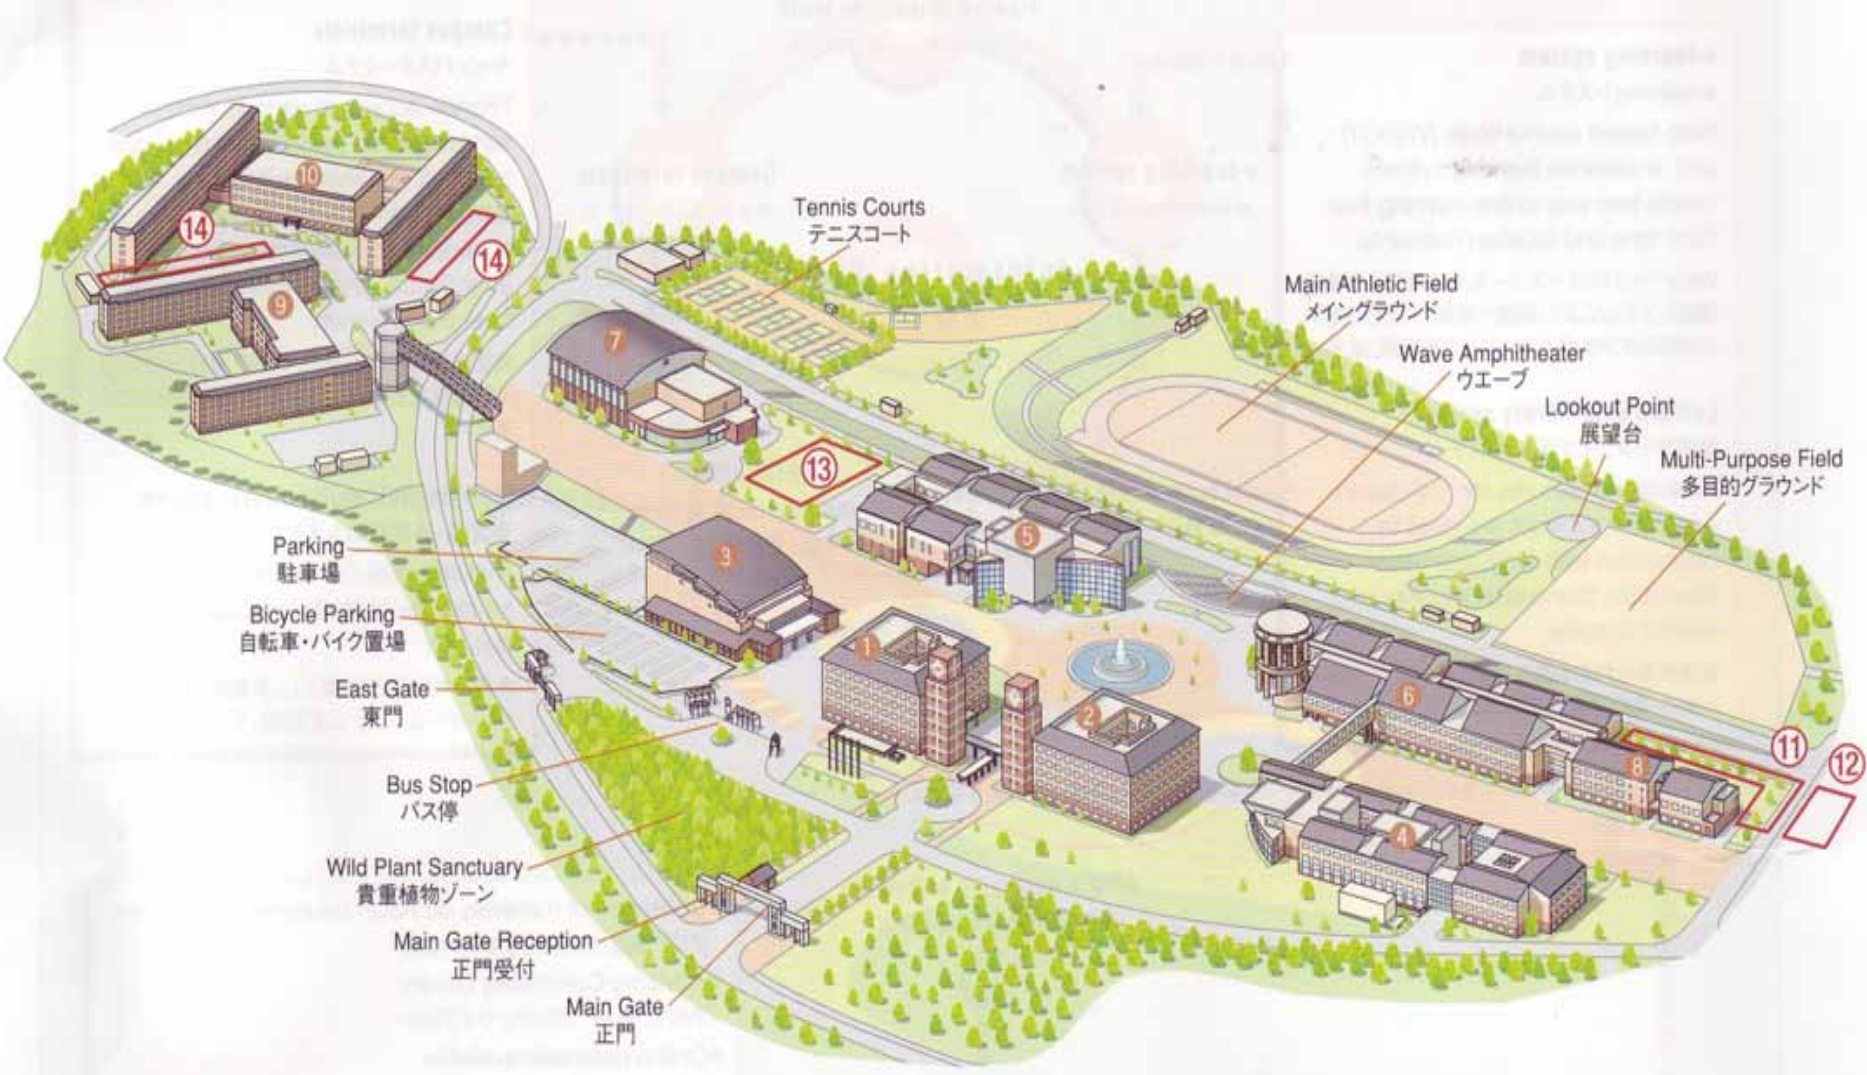 Tennis Courts
テニスコート
Main Athletic Field
メイングラウンド
Wave Amphitheater
ウエーブ
Lookout Point
展望台
Multi-Purpose Field
多目的グラウンド
Parking
駐車場
Bicycle Parking
自転車・バイク置場
East Gate
東門
Bus Stop
バス停
Wild Plant Sanctuary
貴重植物ゾーン
Main Gate Reception
正門受付
Main Gate
正門
10
14
14
9
7
13
3
5
1
2
6
8
11
12
4